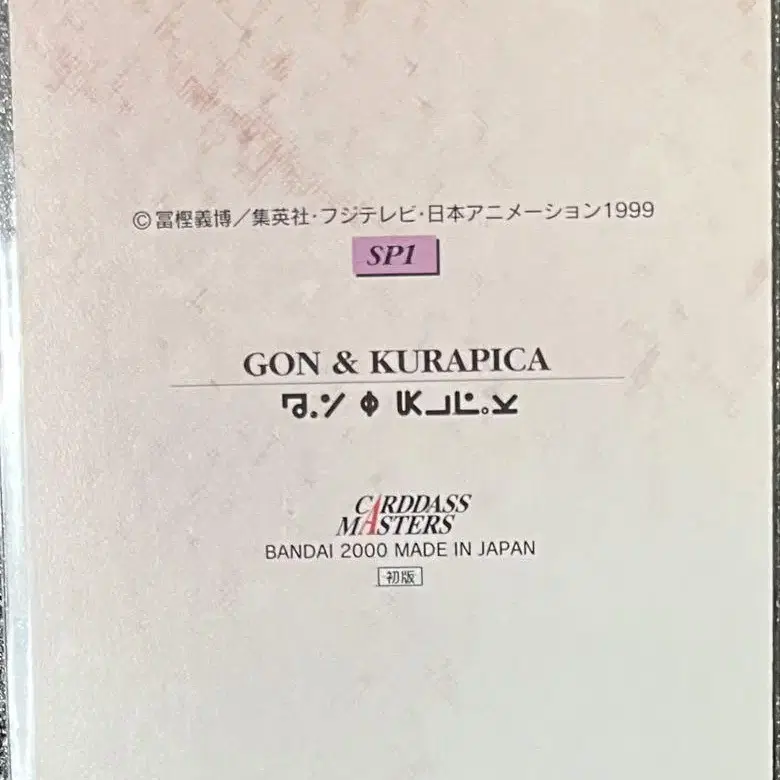 ©冨樫義博／集英社・フジテレビ・日本アニメーション1999
SP1
GON & KURAPICA
CARDDASS
MASTERS
BANDAI 2000 MADE IN JAPAN
初版